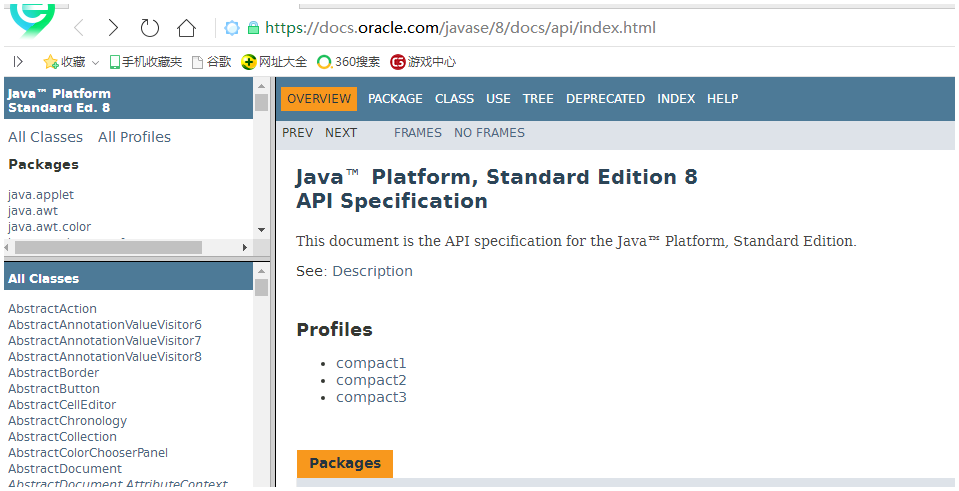 https://docs.oracle.com/javase/8/docs/api/index.html
收藏 手机收藏夹 谷歌 网址大全 360搜索 游戏中心
Java™ Platform
Standard Ed. 8
All Classes All Profiles
Packages
java.applet
java.awt
java.awt.color
All Classes
AbstractAction
AbstractAnnotationValueVisitor6
AbstractAnnotationValueVisitor7
AbstractAnnotationValueVisitor8
AbstractBorder
AbstractButton
AbstractCellEditor
AbstractChronology
AbstractCollection
AbstractColorChooserPanel
AbstractDocument
AbstractDocument.AttributeContext
OVERVIEW PACKAGE CLASS USE TREE DEPRECATED INDEX HELP
PREV NEXT FRAMES NO FRAMES
Java™ Platform, Standard Edition 8
API Specification
This document is the API specification for the Java™ Platform, Standard Edition.
See: Description
Profiles
• compact1
• compact2
• compact3
Packages